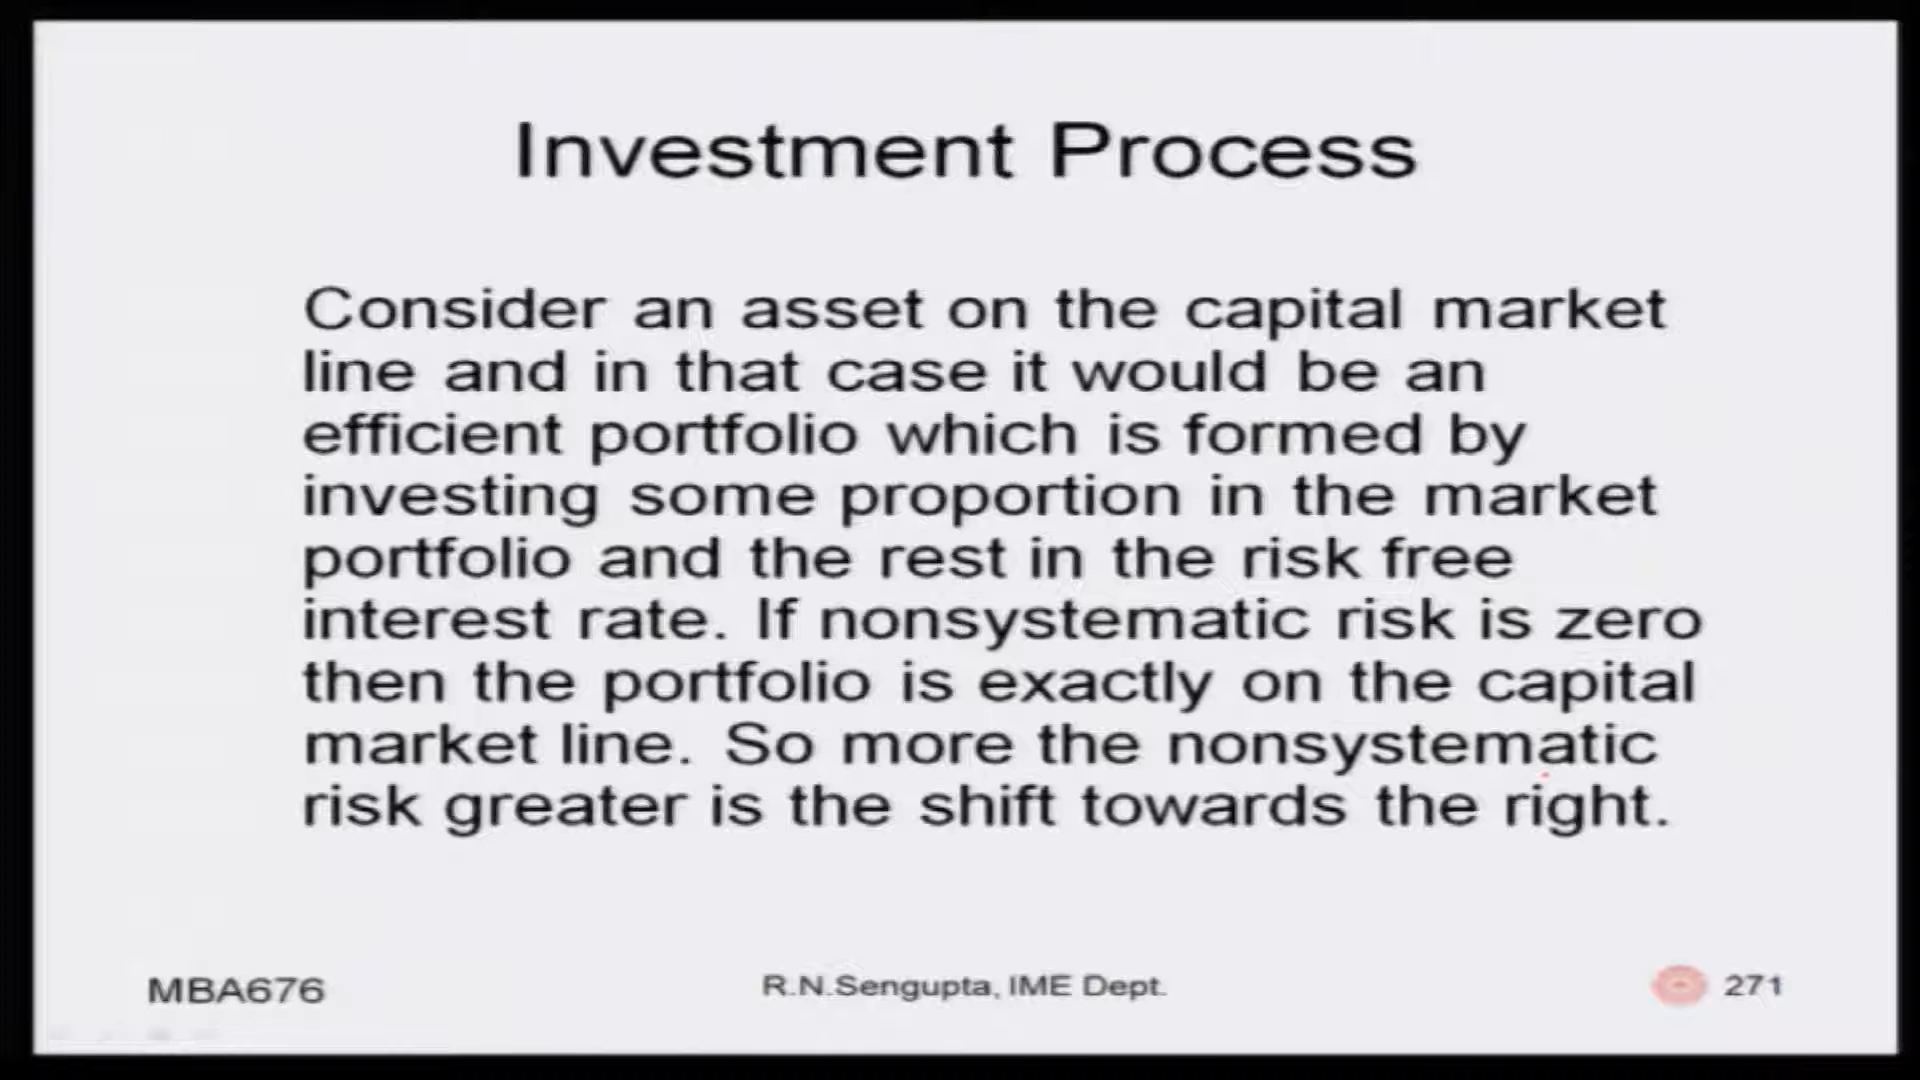 Investment Process
Consider an asset on the capital market
line and in that case it would be an
efficient portfolio which is formed by
investing some proportion in the market
portfolio and the rest in the risk free
interest rate. If nonsystematic risk is zero
then the portfolio is exactly on the capital
market line. So more the nonsystematic
risk greater is the shift towards the right.
MBA676
R.N.Sengupta, IME Dept.
271